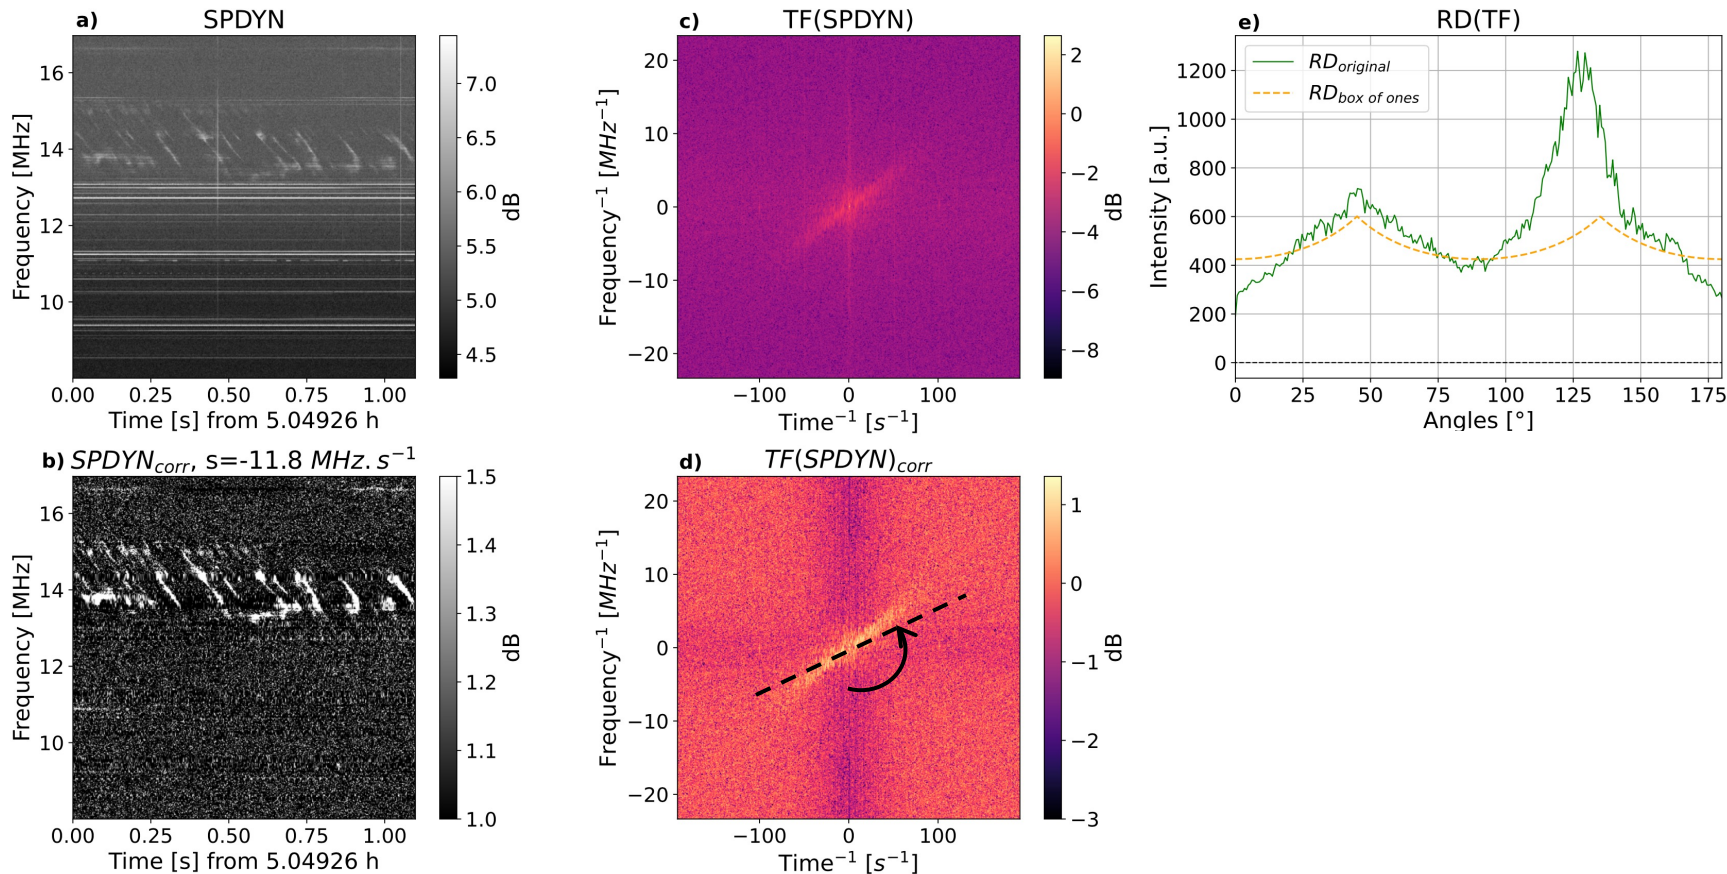 a) SPDYN
16
14
12
10
Frequency [MHz]
0.00 0.25 0.50 0.75 1.00
Time [s] from 5.04926 h
7.0
6.5
6.0
5.5
5.0
4.5
dB
c) TF(SPDYN)
20
10
0
−10
−20
Frequency⁻¹ [MHz⁻¹]
−100 0 100
Time⁻¹ [s⁻¹]
2
0
−2
−4
−6
−8
dB
e) RD(TF)
RD_original
RD_box of ones
1200
1000
800
600
400
200
0
Intensity [a.u.]
0 25 50 75 100 125 150 175
Angles [°]
b) SPDYN_corr, s=-11.8 MHz.s⁻¹
16
14
12
10
Frequency [MHz]
0.00 0.25 0.50 0.75 1.00
Time [s] from 5.04926 h
1.5
1.4
1.3
1.2
1.1
1.0
dB
d) TF(SPDYN)_corr
20
10
0
−10
−20
Frequency⁻¹ [MHz⁻¹]
−100 0 100
Time⁻¹ [s⁻¹]
1
0
−1
−2
−3
dB